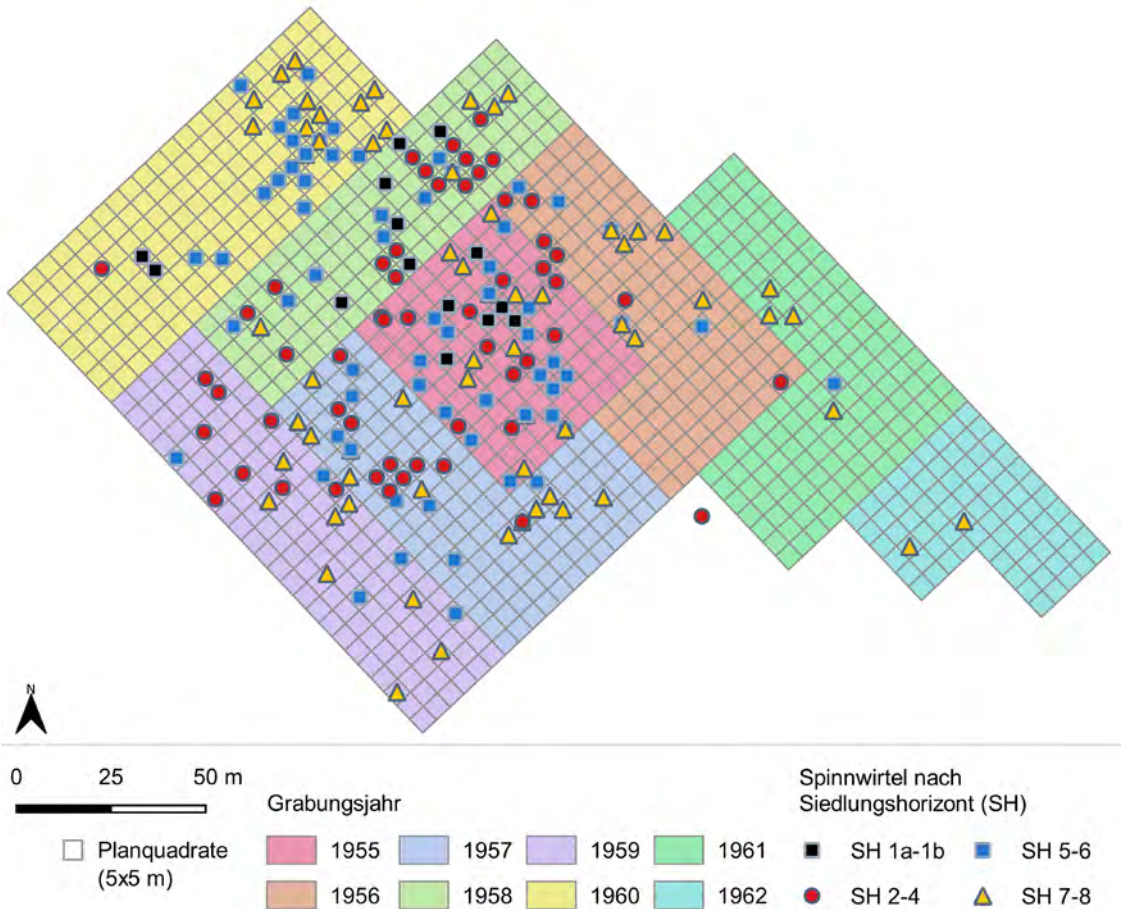 N
0 25 50 m
Planquadrate
(5x5 m)
Grabungsjahr
1955 1957 1959 1961
1956 1958 1960 1962
Spinnwirtel nach
Siedlungshorizont (SH)
SH 1a-1b SH 5-6
SH 2-4 SH 7-8